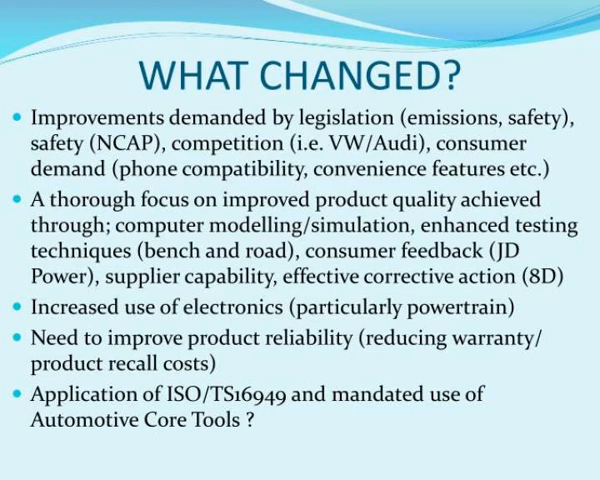 WHAT CHANGED?
Improvements demanded by legislation (emissions, safety),
safety (NCAP), competition (i.e. VW/Audi), consumer
demand (phone compatibility, convenience features etc.)
A thorough focus on improved product quality achieved
through; computer modelling/simulation, enhanced testing
techniques (bench and road), consumer feedback (JD
Power), supplier capability, effective corrective action (8D)
Increased use of electronics (particularly powertrain)
Need to improve product reliability (reducing warranty/
product recall costs)
Application of ISO/TS16949 and mandated use of
Automotive Core Tools ?